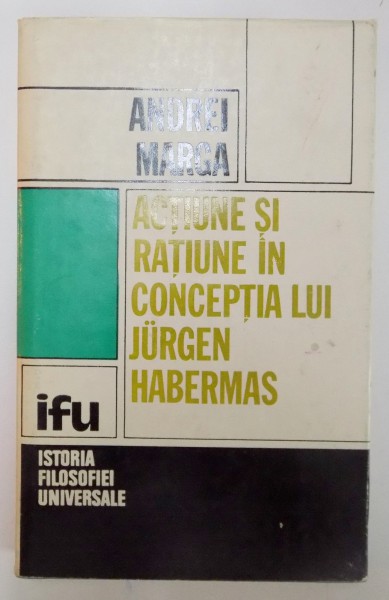 ANDREI
MARGA
ACȚIUNE ȘI
RAȚIUNE ÎN
CONCEPȚIA LUI
JÜRGEN
HABERMAS
ifu
ISTORIA
FILOSOFIEI
UNIVERSALE